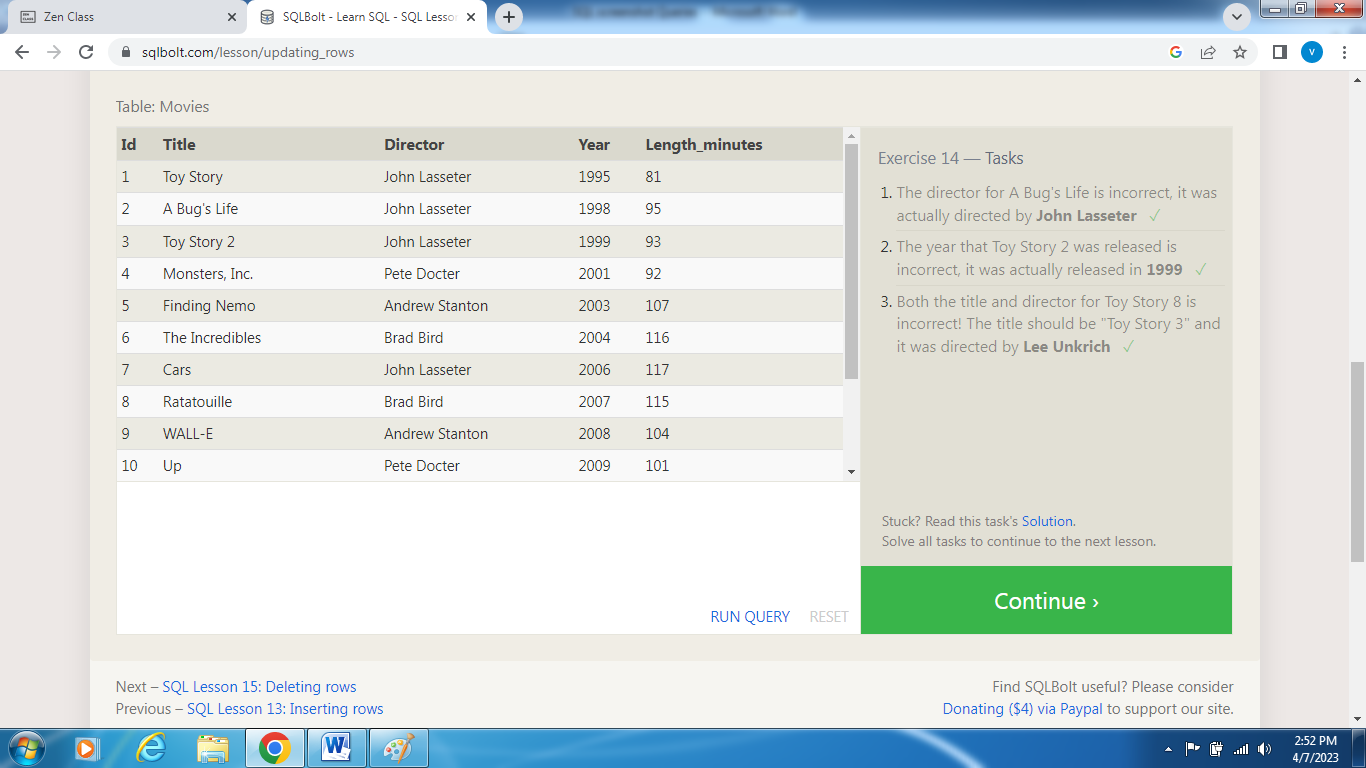 Zen Class
SQLBolt - Learn SQL - SQL Lesson
sqlbolt.com/lesson/updating_rows
v
Table: Movies
Id Title Director Year Length_minutes
1 Toy Story John Lasseter 1995 81
2 A Bug's Life John Lasseter 1998 95
3 Toy Story 2 John Lasseter 1999 93
4 Monsters, Inc. Pete Docter 2001 92
5 Finding Nemo Andrew Stanton 2003 107
6 The Incredibles Brad Bird 2004 116
7 Cars John Lasseter 2006 117
8 Ratatouille Brad Bird 2007 115
9 WALL-E Andrew Stanton 2008 104
10 Up Pete Docter 2009 101
RUN QUERY RESET
Exercise 14 — Tasks
1. The director for A Bug's Life is incorrect, it was
actually directed by John Lasseter ✓
2. The year that Toy Story 2 was released is
incorrect, it was actually released in 1999 ✓
3. Both the title and director for Toy Story 8 is
incorrect! The title should be "Toy Story 3" and
it was directed by Lee Unkrich ✓
Stuck? Read this task's Solution.
Solve all tasks to continue to the next lesson.
Continue ›
Next – SQL Lesson 15: Deleting rows
Previous – SQL Lesson 13: Inserting rows
Find SQLBolt useful? Please consider
Donating ($4) via Paypal to support our site.
2:52 PM
4/7/2023